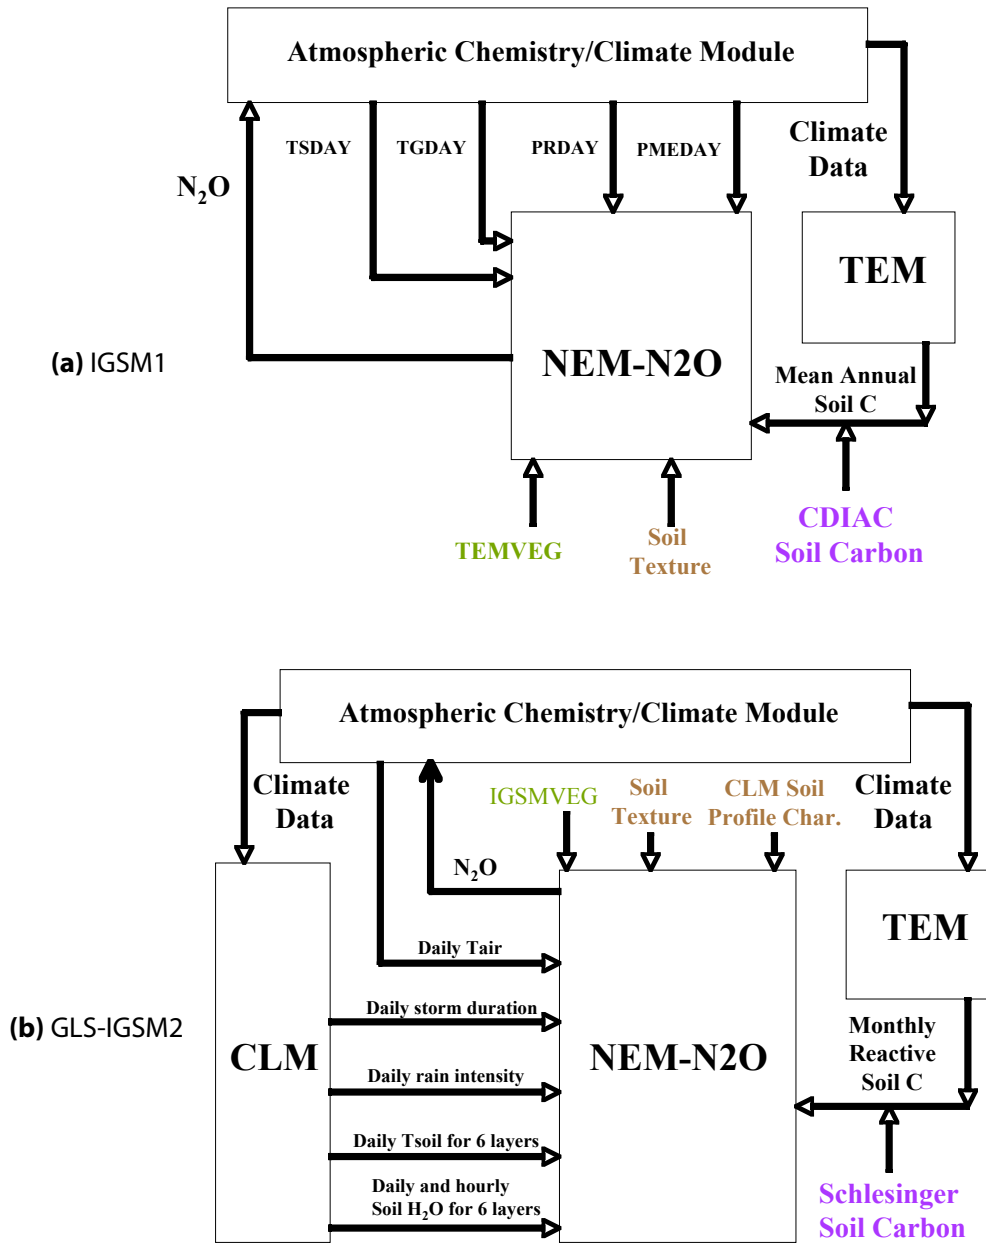 Atmospheric Chemistry/Climate Module
TSDAY
TGDAY
PRDAY
PMEDAY
Climate
Data
N₂O
TEM
(a) IGSM1
NEM-N2O
Mean Annual
Soil C
TEMVEG
Soil
Texture
CDIAC
Soil Carbon
Atmospheric Chemistry/Climate Module
Climate
Data
IGSMVEG
Soil
Texture
CLM Soil
Profile Char.
Climate
Data
N₂O
TEM
Daily Tair
(b) GLS-IGSM2
CLM
Daily storm duration
NEM-N2O
Daily rain intensity
Monthly
Reactive
Soil C
Daily Tsoil for 6 layers
Daily and hourly
Soil H₂O for 6 layers
Schlesinger
Soil Carbon